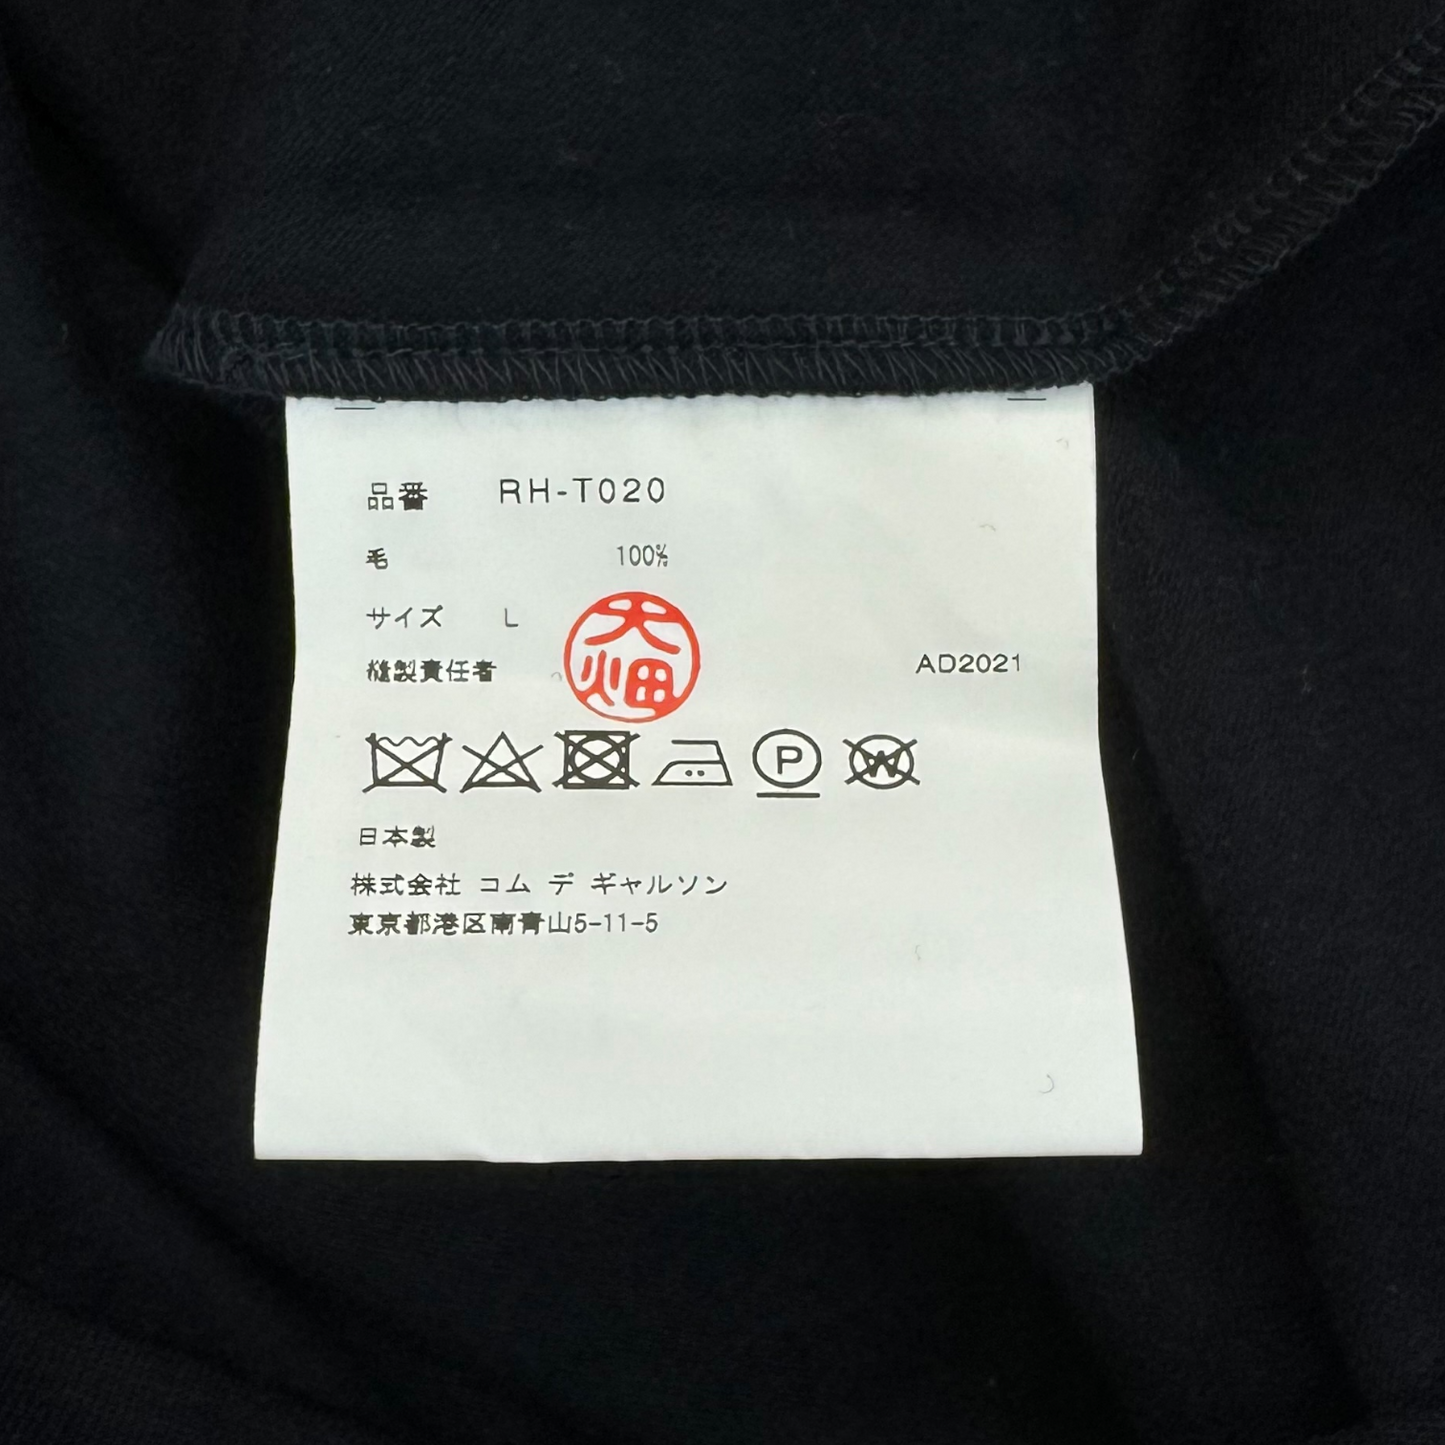 品番 RH-T020
毛 100%
サイズ L
大畑
縫製責任者 AD2021
P W
日本製
株式会社 コム デ ギャルソン
東京都港区南青山5-11-5